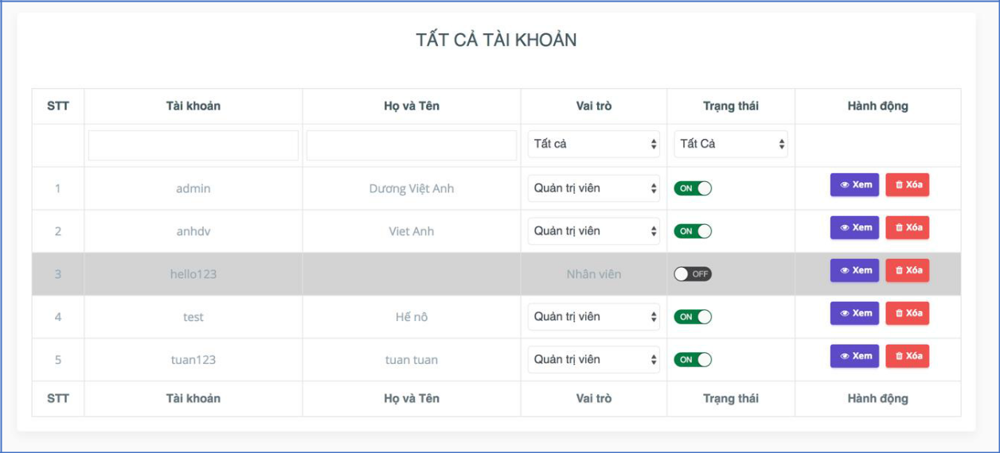 TẤT CẢ TÀI KHOẢN
STT Tài khoản Họ và Tên Vai trò Trạng thái Hành động
Tất cả Tất Cả
1 admin Dương Việt Anh Quản trị viên ON Xem Xóa
2 anhdv Viet Anh Quản trị viên ON Xem Xóa
3 hello123 Nhân viên OFF Xem Xóa
4 test Hế nô Quản trị viên ON Xem Xóa
5 tuan123 tuan tuan Quản trị viên ON Xem Xóa
STT Tài khoản Họ và Tên Vai trò Trạng thái Hành động